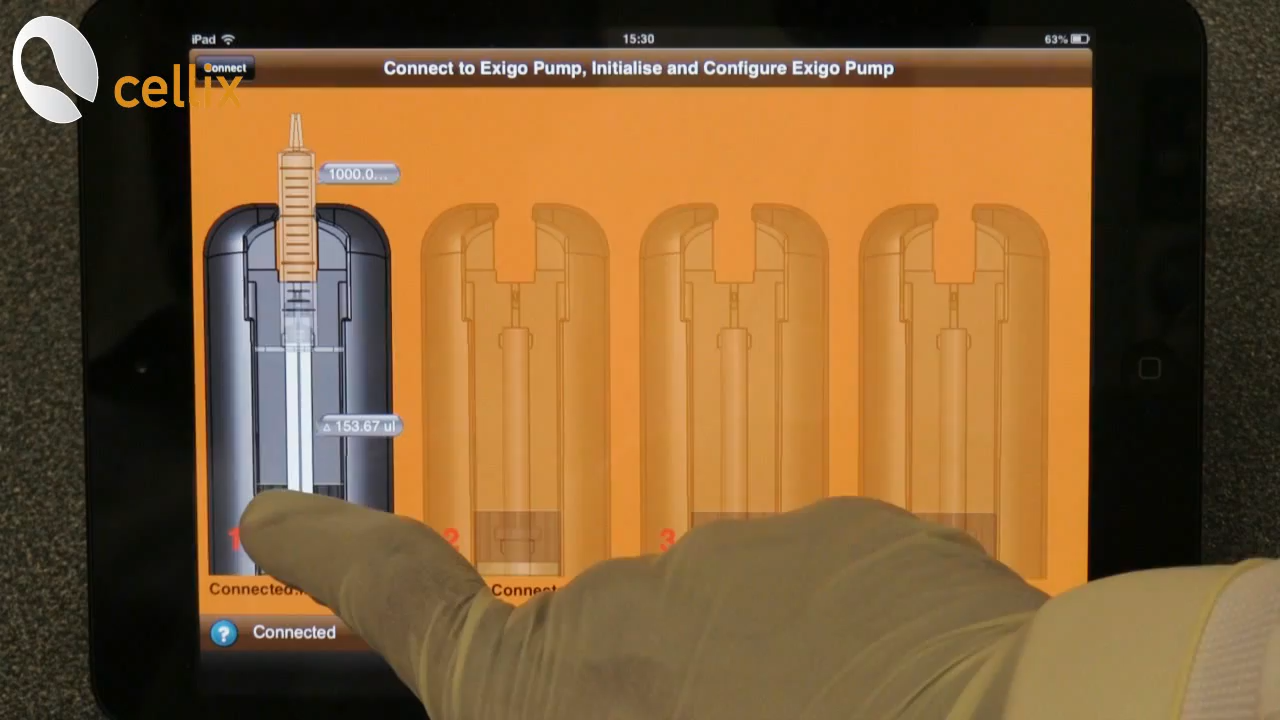 cellix
iPad
15:30
63%
Connect
Connect to Exigo Pump, Initialise and Configure Exigo Pump
1000.0...
△ 153.67 ul
1
2
3
Connected
Connect
? Connected